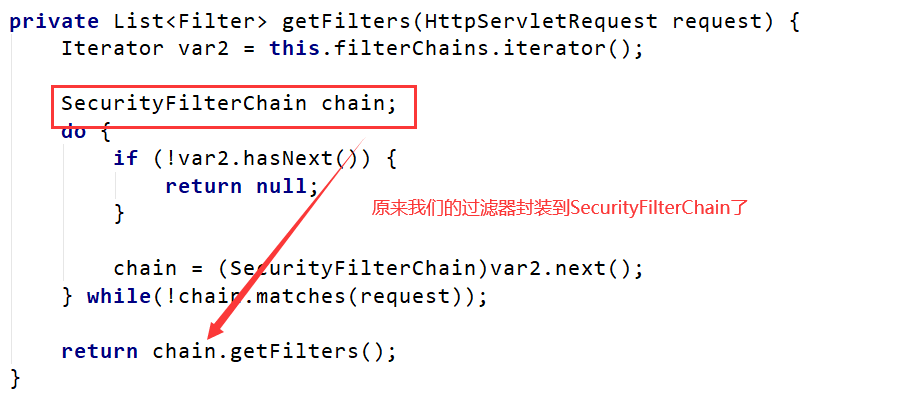 private List<Filter> getFilters(HttpServletRequest request) {
Iterator var2 = this.filterChains.iterator();
SecurityFilterChain chain;
do {
if (!var2.hasNext()) {
return null;
}
原来我们的过滤器封装到SecurityFilterChain了
chain = (SecurityFilterChain)var2.next();
} while(!chain.matches(request));
return chain.getFilters();
}